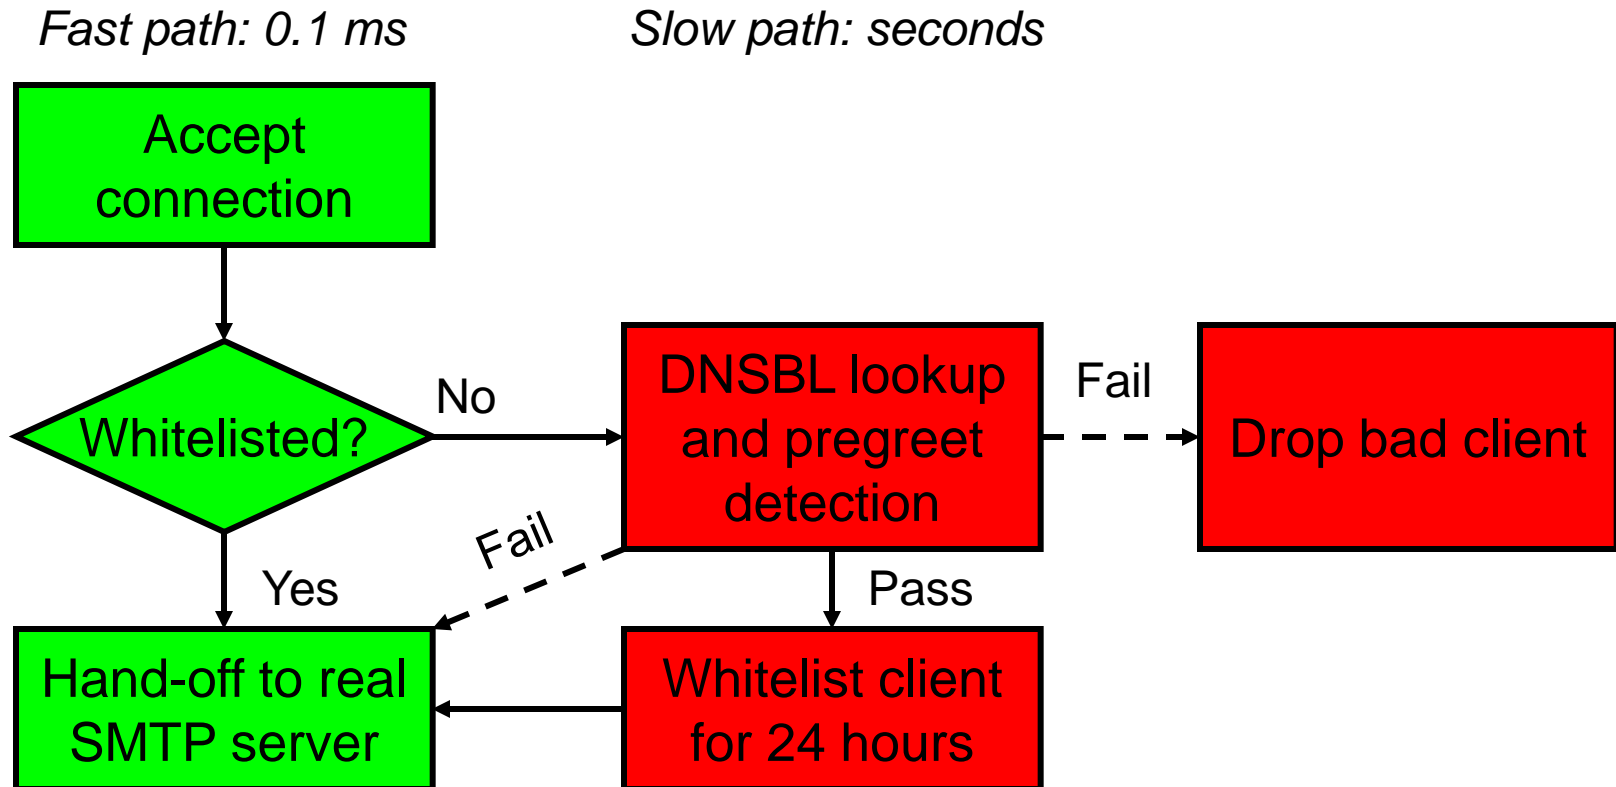 Fast path: 0.1 ms
Slow path: seconds
Accept
connection
Whitelisted?
No
DNSBL lookup
and pregreet
detection
Fail
Drop bad client
Fail
Yes
Pass
Hand-off to real
SMTP server
Whitelist client
for 24 hours